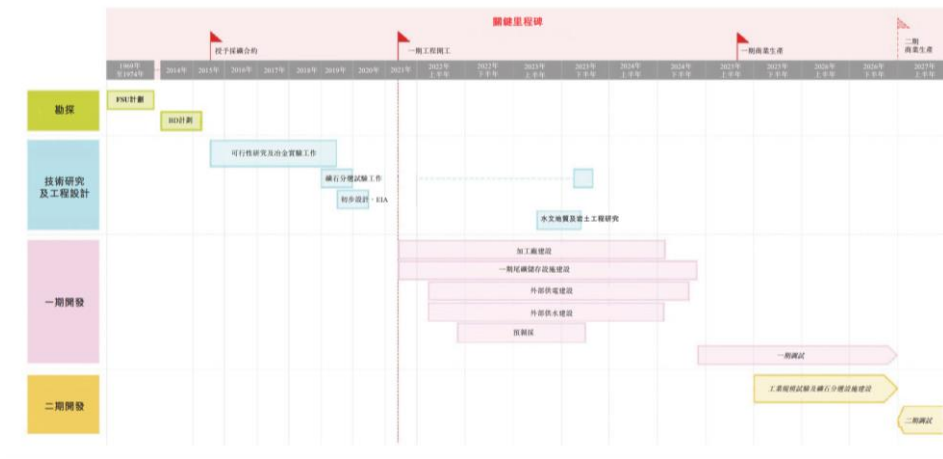 關鍵里程碑
授予採礦合約
一期工程開工
一期商業生產
二期
商業生產
1969年
至1974年
2014年
2015年
2016年
2017年
2018年
2019年
2020年
2021年
2022年
上半年
2022年
下半年
2023年
上半年
2023年
下半年
2024年
上半年
2024年
下半年
2025年
上半年
2025年
下半年
2026年
上半年
2026年
下半年
2027年
上半年
勘探
FSU計劃
BD計劃
技術研究
及工程設計
可行性研究及冶金實驗工作
礦石分選試驗工作
初步設計、EIA
水文地質及岩土工程研究
一期開發
加工廠建設
一期尾礦儲存設施建設
外部供電建設
外部供水建設
預剝採
一期調試
二期開發
工業規模試驗及礦石分選設施建設
二期調試